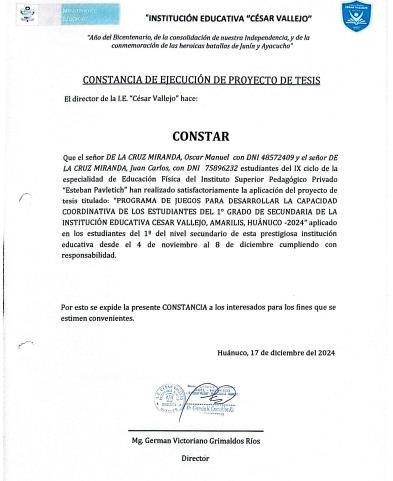 Ministerio
de Educación
"INSTITUCIÓN EDUCATIVA "CÉSAR VALLEJO"
"Año del Bicentenario, de la consolidación de nuestra Independencia, y de la
conmemoración de las heroicas batallas de Junín y Ayacucho"
CONSTANCIA DE EJECUCIÓN DE PROYECTO DE TESIS
El director de la I.E. "César Vallejo" hace:
CONSTAR
Que el señor DE LA CRUZ MIRANDA, Oscar Manuel con DNI 48572409 y el señor DE
LA CRUZ MIRANDA, Juan Carlos, con DNI 75896232 estudiantes del IX ciclo de la
especialidad de Educación Física del Instituto Superior Pedagógico Privado
"Esteban Pavletich" han realizado satisfactoriamente la aplicación del proyecto de
tesis titulado: "PROGRAMA DE JUEGOS PARA DESARROLLAR LA CAPACIDAD
COORDINATIVA DE LOS ESTUDIANTES DEL 1° GRADO DE SECUNDARIA DE LA
INSTITUCIÓN EDUCATIVA CESAR VALLEJO, AMARILIS, HUÁNUCO -2024" aplicado
en los estudiantes del 1º del nivel secundario de esta prestigiosa institución
educativa desde el 4 de noviembre al 8 de diciembre cumpliendo con
responsabilidad.
Por esto se expide la presente CONSTANCIA a los interesados para los fines que se
estimen convenientes.
Huánuco, 17 de diciembre del 2024
Mg. German Victoriano Grimaldos Ríos
Director